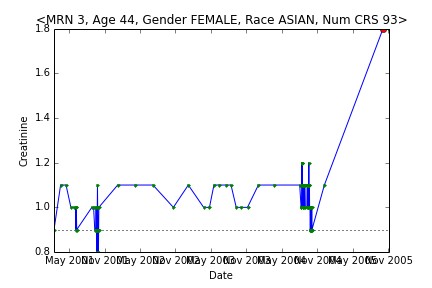 <MRN 3, Age 44, Gender FEMALE, Race ASIAN, Num CRS 93>
1.8
1.6
1.4
1.2
1.0
0.8
Creatinine
May 2001 Nov 2001 May 2002 Nov 2002 May 2003 Nov 2003 May 2004 Nov 2004 May 2005 Nov 2005
Date